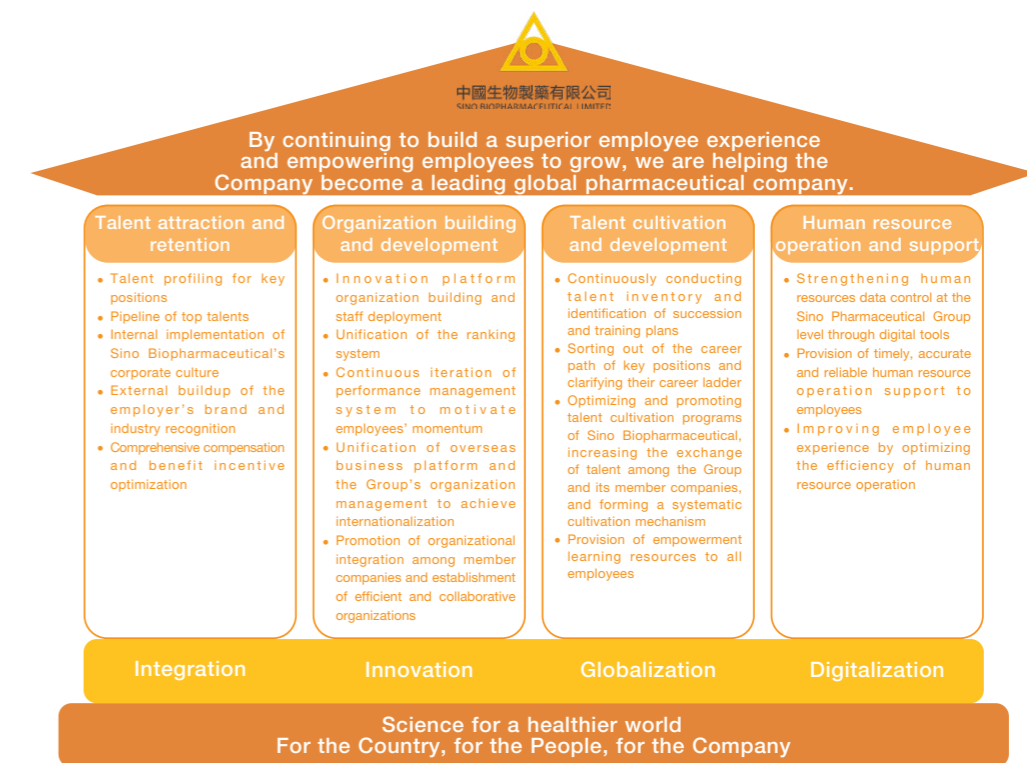 中國生物製藥有限公司
SINO BIOPHARMACEUTICAL LIMITED
By continuing to build a superior employee experience
and empowering employees to grow, we are helping the
Company become a leading global pharmaceutical company.
Talent attraction and
retention
• Talent profiling for key
positions
• Pipeline of top talents
• Internal implementation of
Sino Biopharmaceutical's
corporate culture
• External buildup of the
employer's brand and
industry recognition
• Comprehensive compensation
and benefit incentive
optimization
Organization building
and development
• Innovation platform
organization building and
staff deployment
• Unification of the ranking
system
• Continuous iteration of
performance management
system to motivate
employees' momentum
• Unification of overseas
business platform and
the Group's organization
management to achieve
internationalization
• Promotion of organizational
integration among member
companies and establishment
of efficient and collaborative
organizations
Talent cultivation
and development
• Continuously conducting
talent inventory and
identification of succession
and training plans
• Sorting out of the career
path of key positions and
clarifying their career ladder
• Optimizing and promoting
talent cultivation programs
of Sino Biopharmaceutical,
increasing the exchange
of talent among the Group
and its member companies,
and forming a systematic
cultivation mechanism
• Provision of empowerment
learning resources to all
employees
Human resource
operation and support
• Strengthening human
resources data control at the
Sino Pharmaceutical Group
level through digital tools
• Provision of timely, accurate
and reliable human resource
operation support to
employees
• Improving employee
experience by optimizing
the efficiency of human
resource operation
Integration
Innovation
Globalization
Digitalization
Science for a healthier world
For the Country, for the People, for the Company